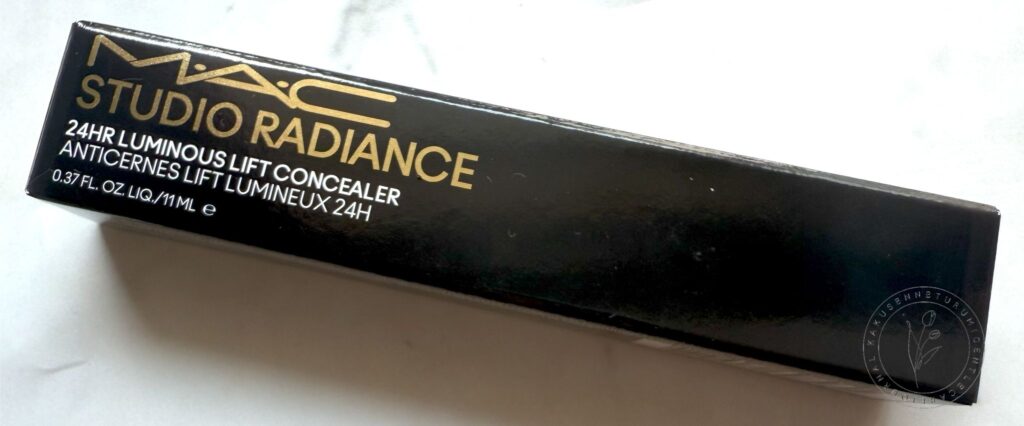 M·A·C
STUDIO RADIANCE
24HR LUMINOUS LIFT CONCEALER
ANTICERNES LIFT LUMINEUX 24H
0.37 FL. OZ. LIQ./11 ML ℮